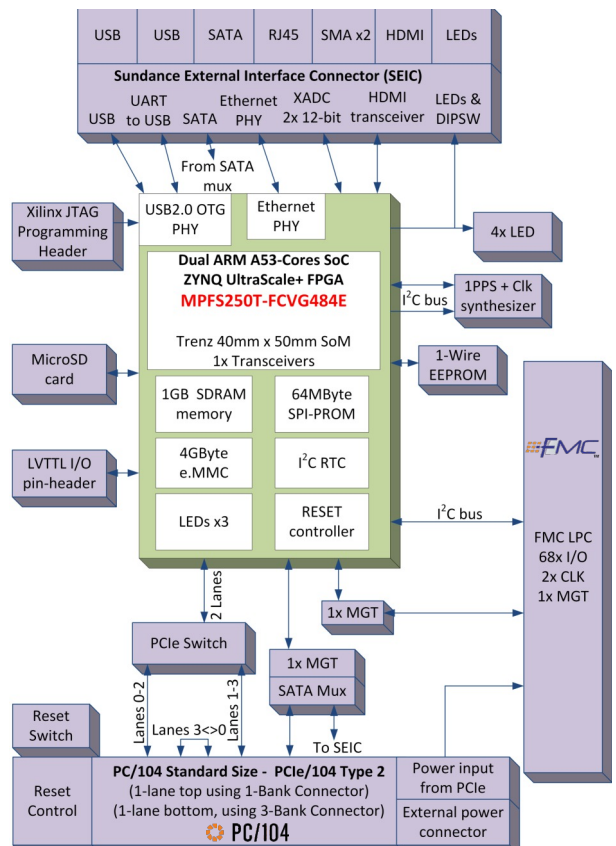 USB
USB
SATA
RJ45
SMA x2
HDMI
LEDs
Sundance External Interface Connector (SEIC)
USB
UART
to USB
SATA
Ethernet
PHY
XADC
2x 12-bit
HDMI
transceiver
LEDs &
DIPSW
From SATA
mux
Xilinx JTAG
Programming
Header
USB2.0 OTG
PHY
Ethernet
PHY
4x LED
Dual ARM A53-Cores SoC
ZYNQ UltraScale+ FPGA
MPFS250T-FCVG484E
Trenz 40mm x 50mm SoM
1x Transceivers
I²C bus
1PPS + Clk
synthesizer
MicroSD
card
1-Wire
EEPROM
1GB SDRAM
memory
64MByte
SPI-PROM
4GByte
e.MMC
I²C RTC
LVTTL I/O
pin-header
LEDs x3
RESET
controller
I²C bus
FMC™
FMC LPC
68x I/O
2x CLK
1x MGT
2 Lanes
1x MGT
PCIe Switch
1x MGT
SATA Mux
Lanes 0-2
Lanes 3<>0
Lanes 1-3
To SEIC
Reset
Switch
Reset
Control
PC/104 Standard Size - PCIe/104 Type 2
(1-lane top using 1-Bank Connector)
(1-lane bottom, using 3-Bank Connector)
PC/104
Power input
from PCIe
External power
connector